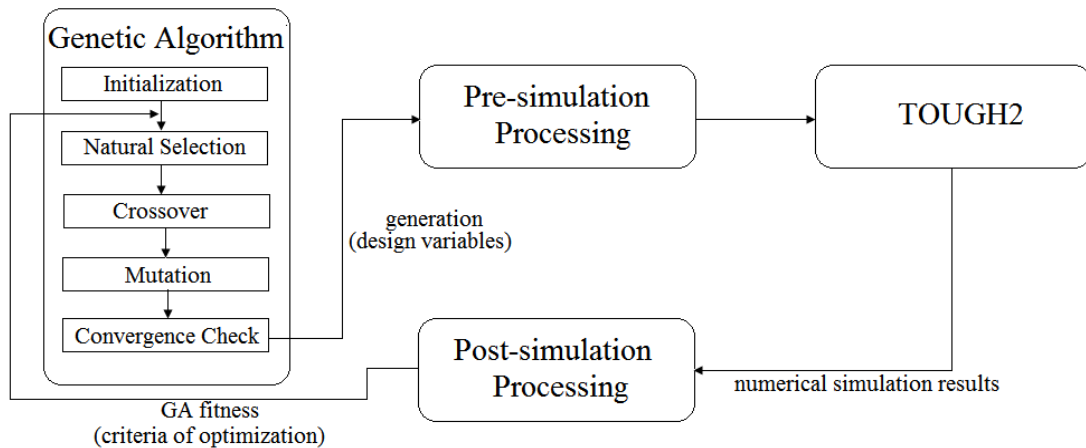 Genetic Algorithm
Initialization
Natural Selection
Crossover
Mutation
Convergence Check
generation
(design variables)
Pre-simulation
Processing
TOUGH2
numerical simulation results
Post-simulation
Processing
GA fitness
(criteria of optimization)